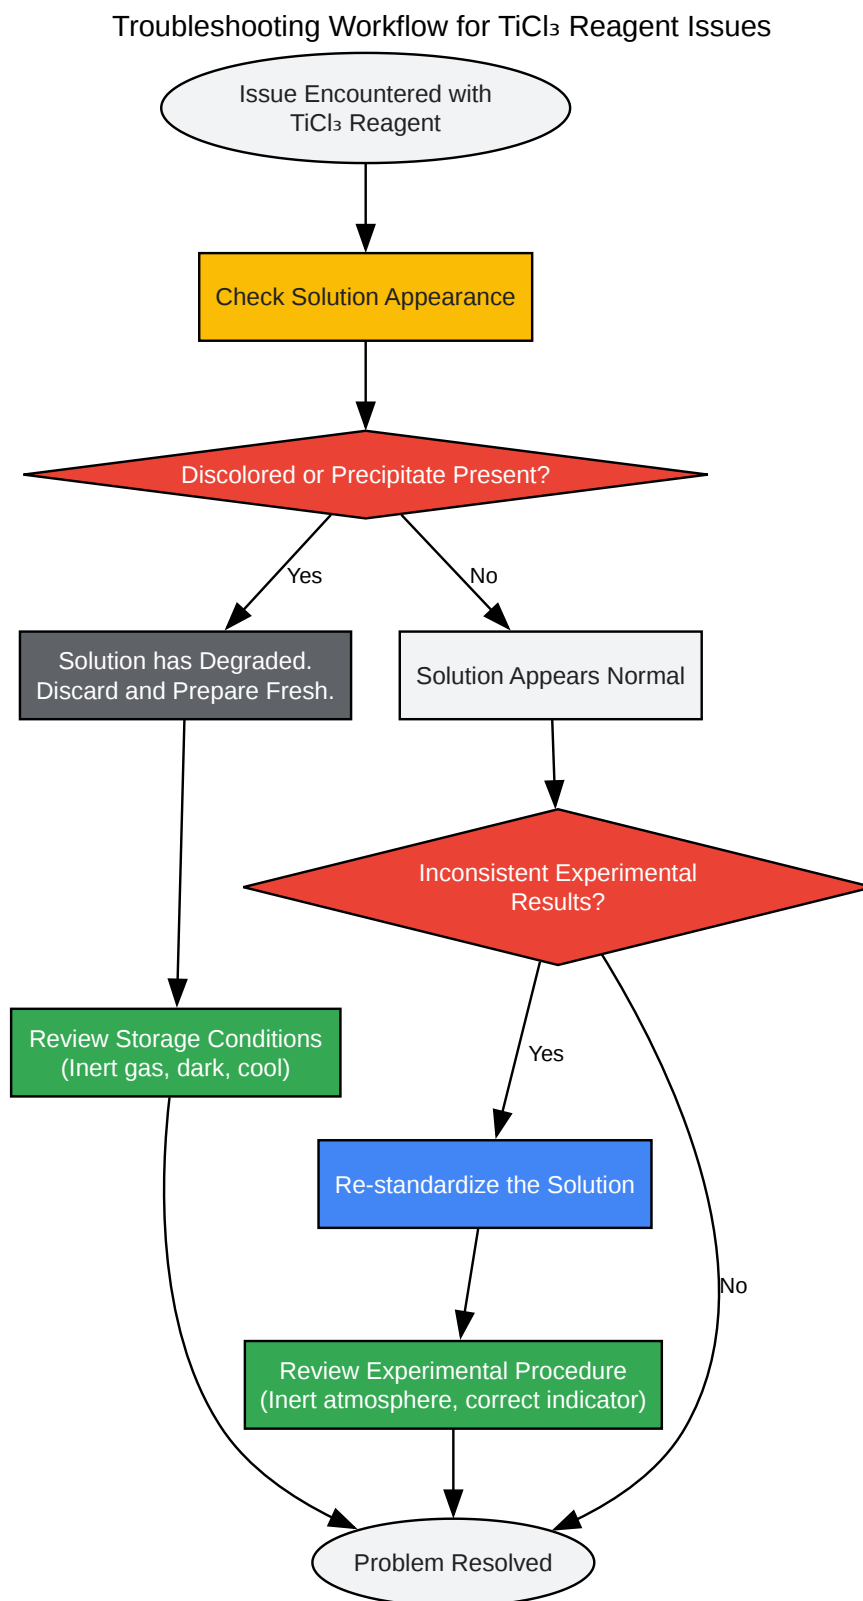 Troubleshooting Workflow for TiCl₃ Reagent Issues
Issue Encountered with
TiCl₃ Reagent
Check Solution Appearance
Discolored or Precipitate Present?
Yes
No
Solution has Degraded.
Discard and Prepare Fresh.
Solution Appears Normal
Inconsistent Experimental
Results?
Review Storage Conditions
(Inert gas, dark, cool)
Yes
Re-standardize the Solution
No
Review Experimental Procedure
(Inert atmosphere, correct indicator)
Problem Resolved